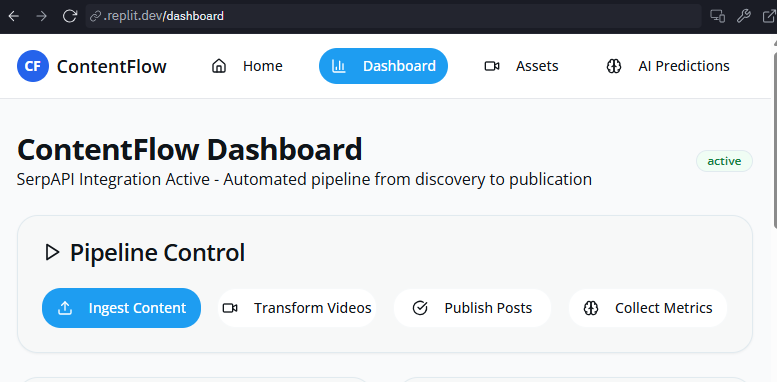 .replit.dev/dashboard
CF ContentFlow Home Dashboard Assets AI Predictions
ContentFlow Dashboard
active
SerpAPI Integration Active - Automated pipeline from discovery to publication
Pipeline Control
Ingest Content Transform Videos Publish Posts Collect Metrics